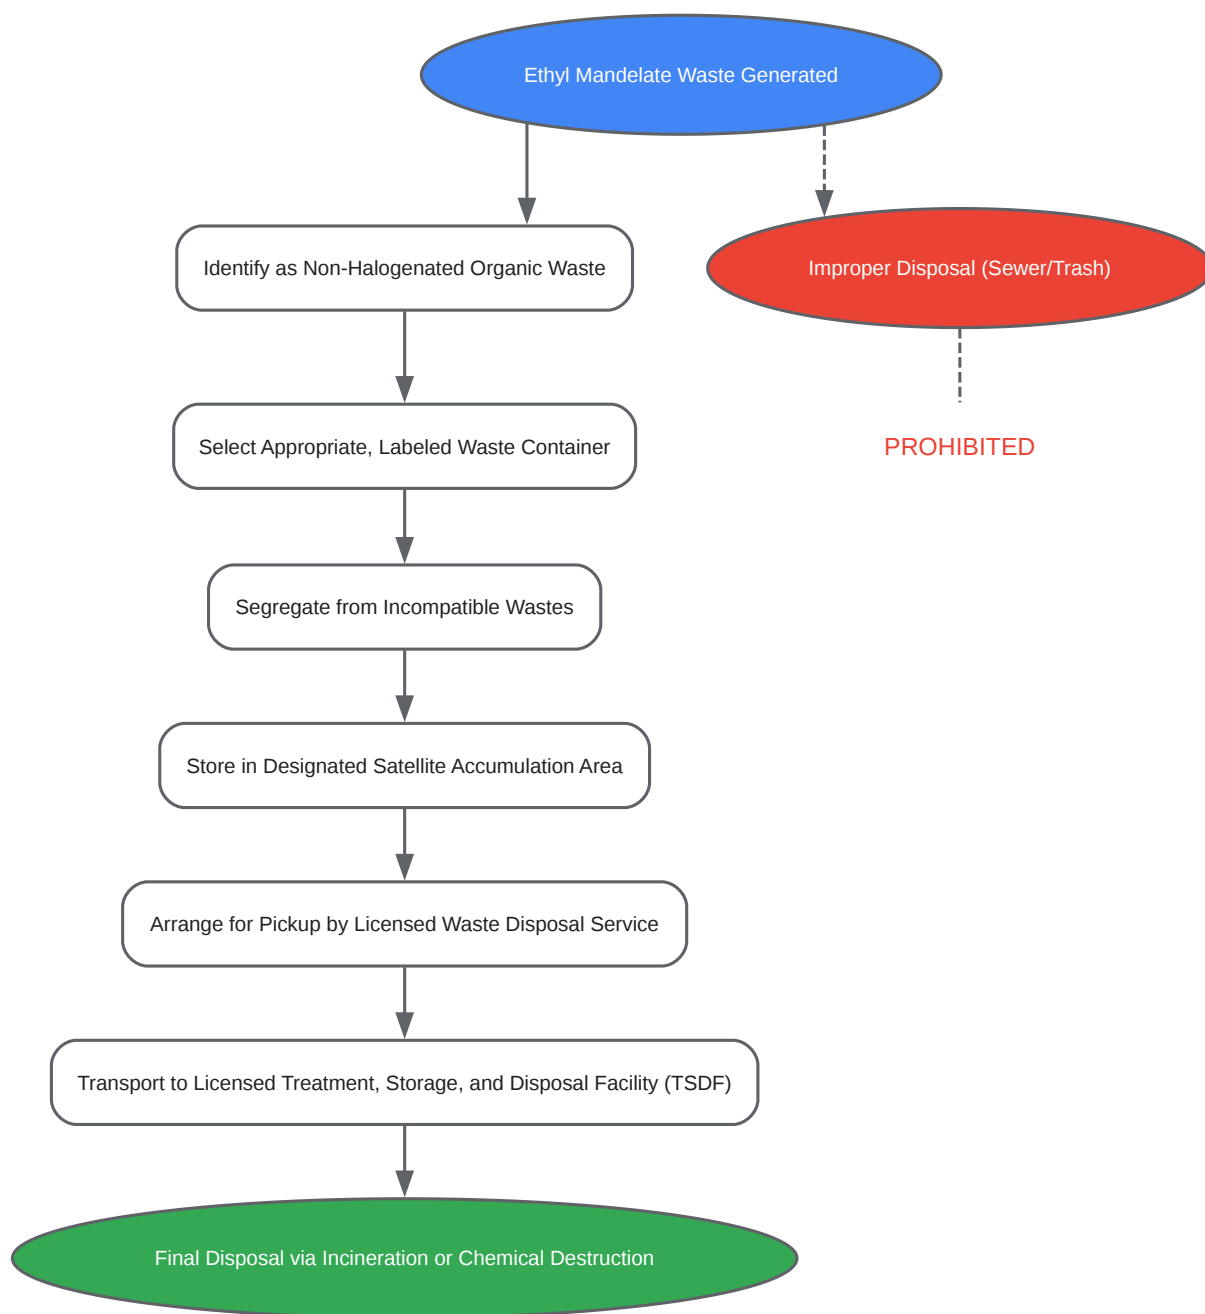 Ethyl Mandelate Waste Generated
Identify as Non-Halogenated Organic Waste
Improper Disposal (Sewer/Trash)
Select Appropriate, Labeled Waste Container
PROHIBITED
Segregate from Incompatible Wastes
Store in Designated Satellite Accumulation Area
Arrange for Pickup by Licensed Waste Disposal Service
Transport to Licensed Treatment, Storage, and Disposal Facility (TSDF)
Final Disposal via Incineration or Chemical Destruction